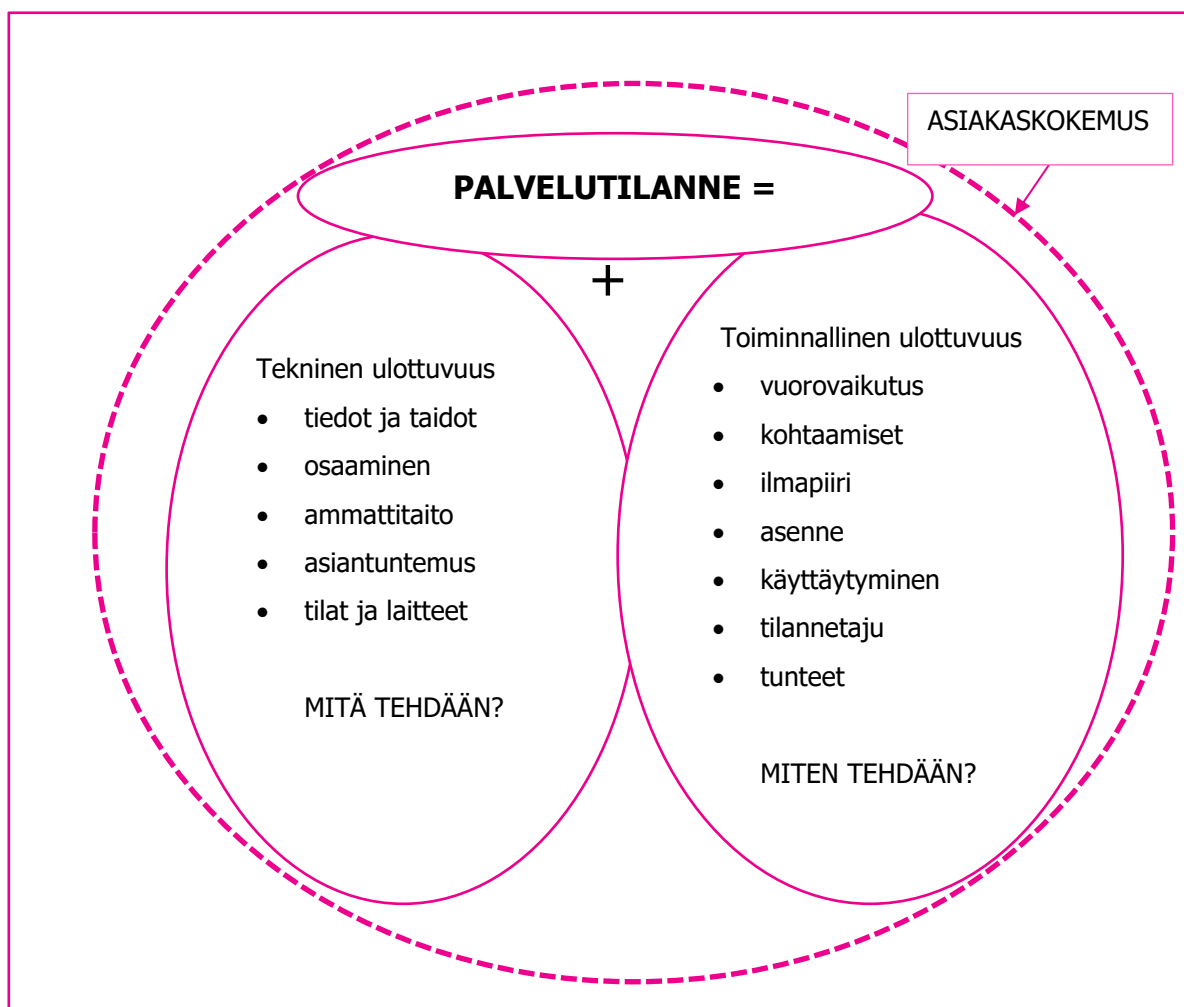 ASIAKASKOKEMUS
PALVELUTILANNE =
+
Tekninen ulottuvuus
• tiedot ja taidot
• osaaminen
• ammattitaito
• asiantuntemus
• tilat ja laitteet
MITÄ TEHDÄÄN?
Toiminnallinen ulottuvuus
• vuorovaikutus
• kohtaamiset
• ilmapiiri
• asenne
• käyttäytyminen
• tilannetaju
• tunteet
MITEN TEHDÄÄN?